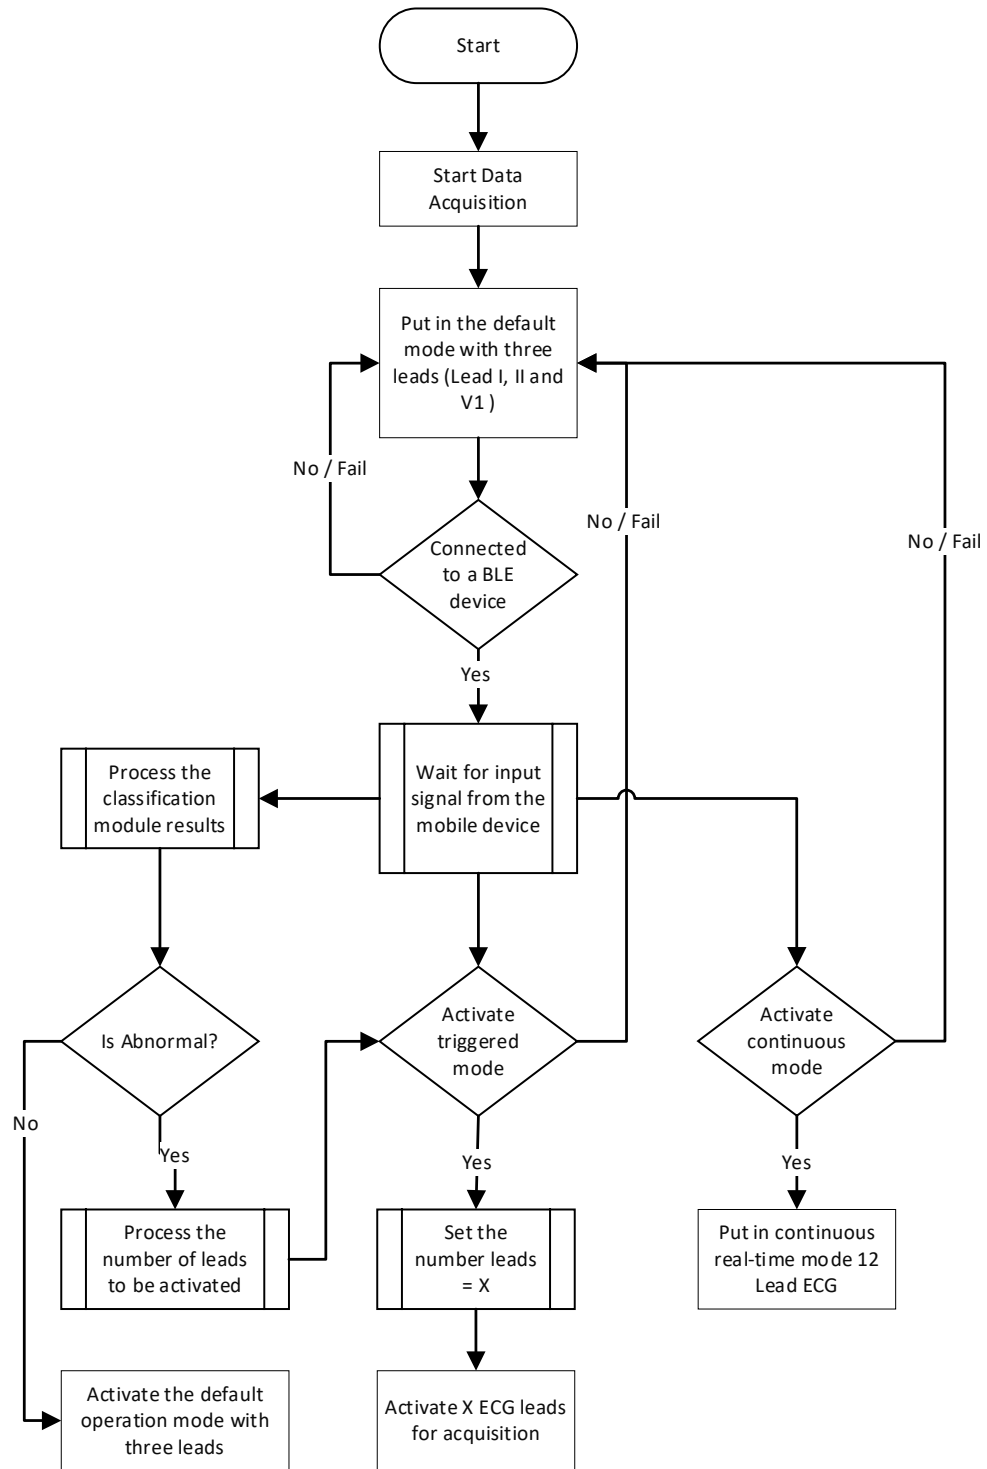 Start
Start Data
Acquisition
Put in the default
mode with three
leads (Lead I, II and
V1 )
No / Fail
No / Fail
No / Fail
Connected
to a BLE
device
Yes
Process the
classification
module results
Wait for input
signal from the
mobile device
Is Abnormal?
Activate
triggered
mode
Activate
continuous
mode
No
Yes
Yes
Yes
Process the
number of leads
to be activated
Set the
number leads
= X
Put in continuous
real-time mode 12
Lead ECG
Activate the default
operation mode with
three leads
Activate X ECG leads
for acquisition